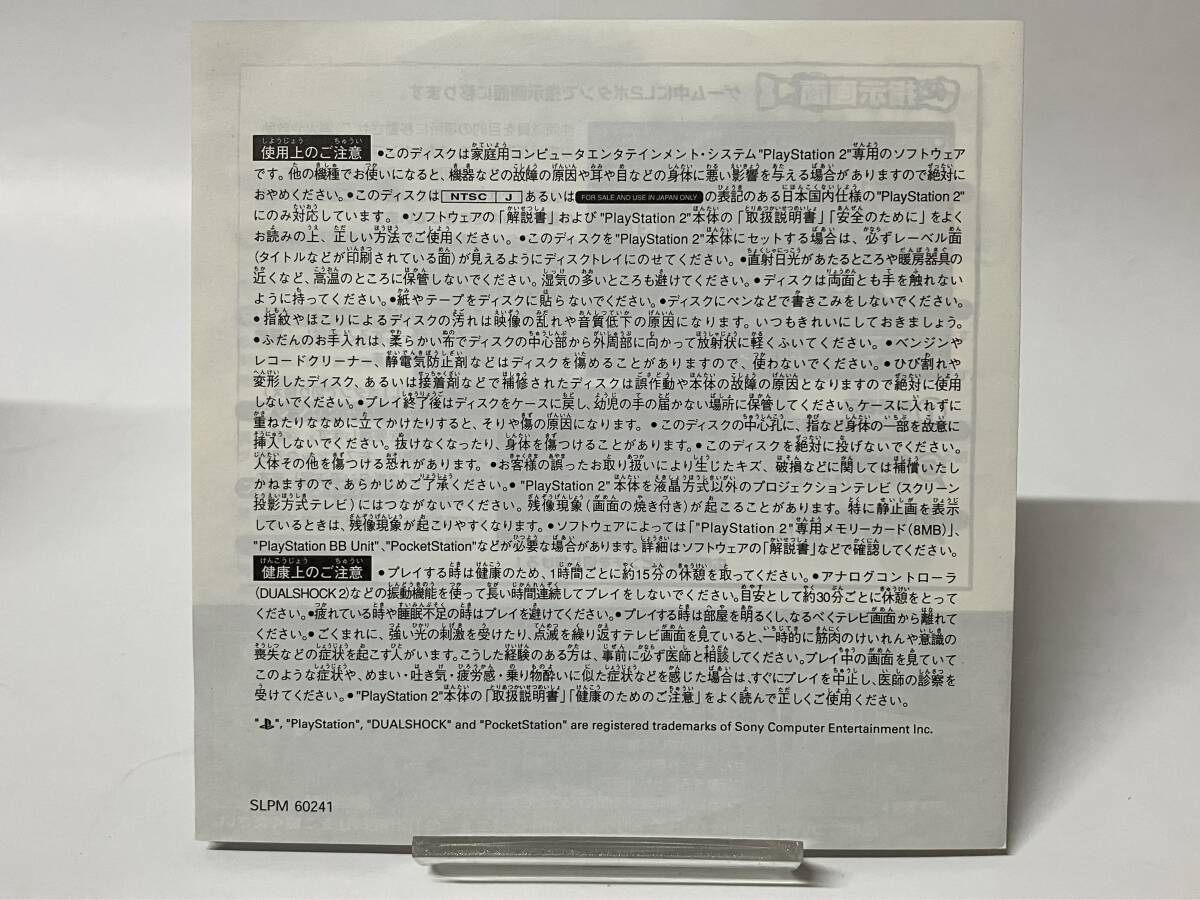 使用上のご注意 ●このディスクは家庭用コンピュータエンタテインメント・システム"PlayStation 2"専用のソフトウェア
です。他の機種でお使いになると、機器などの故障の原因や耳や目などの身体に悪い影響を与える場合がありますので絶対に
おやめください。●このディスクは NTSC J あるいは FOR SALE AND USE IN JAPAN ONLY の表記のある日本国内仕様の"PlayStation 2"
にのみ対応しています。●ソフトウェアの「解説書」および"PlayStation 2"本体の「取扱説明書」「安全のために」をよく
お読みの上、正しい方法でご使用ください。●このディスクを"PlayStation 2"本体にセットする場合は、必ずレーベル面
(タイトルなどが印刷されている面)が見えるようにディスクトレイにのせてください。●直射日光があたるところや暖房器具の
近くなど、高温のところに保管しないでください。湿気の多いところも避けてください。●ディスクは両面とも手を触れない
ように持ってください。●紙やテープをディスクに貼らないでください。●ディスクにペンなどで書きこみをしないでください。
●指紋やほこりによるディスクの汚れは映像の乱れや音質低下の原因になります。いつもきれいにしておきましょう。
●ふだんのお手入れは、柔らかい布でディスクの中心部から外周部に向かって放射状に軽くふいてください。●ベンジンや
レコードクリーナー、静電気防止剤などはディスクを傷めることがありますので、使わないでください。●ひび割れや
変形したディスク、あるいは接着剤などで補修されたディスクは誤作動や本体の故障の原因となりますので絶対に使用
しないでください。●プレイ終了後はディスクをケースに戻し、幼児の手の届かない場所に保管してください。ケースに入れずに
重ねたりななめに立てかけたりすると、そりや傷の原因になります。●このディスクの中心孔に、指など身体の一部を故意に
挿入しないでください。抜けなくなったり、身体を傷つけることがあります。●このディスクを絶対に投げないでください。
人体その他を傷つける恐れがあります。●お客様の誤ったお取り扱いにより生じたキズ、破損などに関しては補償いたし
かねますので、あらかじめご了承ください。●"PlayStation 2"本体を液晶方式以外のプロジェクションテレビ(スクリーン
投影方式テレビ)にはつながないでください。残像現象(画面の焼き付き)が起こることがあります。特に静止画を表示
しているときは、残像現象が起こりやすくなります。●ソフトウェアによっては「"PlayStation 2"専用メモリーカード(8MB)」、
"PlayStation BB Unit"、"PocketStation"などが必要な場合があります。詳細はソフトウェアの「解説書」などで確認してください。
健康上のご注意 ●プレイする時は健康のため、1時間ごとに約15分の休憩を取ってください。●アナログコントローラ
(DUALSHOCK 2)などの振動機能を使って長い時間連続してプレイをしないでください。目安として約30分ごとに休憩をとって
ください。●疲れている時や睡眠不足の時はプレイを避けてください。●プレイする時は部屋を明るくし、なるべくテレビ画面から離れて
ください。●ごくまれに、強い光の刺激を受けたり、点滅を繰り返すテレビ画面を見ていると、一時的に筋肉のけいれんや意識の
喪失などの症状を起こす人がいます。こうした経験のある方は、事前に必ず医師と相談してください。プレイ中の画面を見ていて
このような症状や、めまい・吐き気・疲労感・乗り物酔いに似た症状などを感じた場合は、すぐにプレイを中止し、医師の診察を
受けてください。●"PlayStation 2"本体の「取扱説明書」「健康のためのご注意」をよく読んで正しくご使用ください。
" ", "PlayStation", "DUALSHOCK" and "PocketStation" are registered trademarks of Sony Computer Entertainment Inc.
SLPM 60241